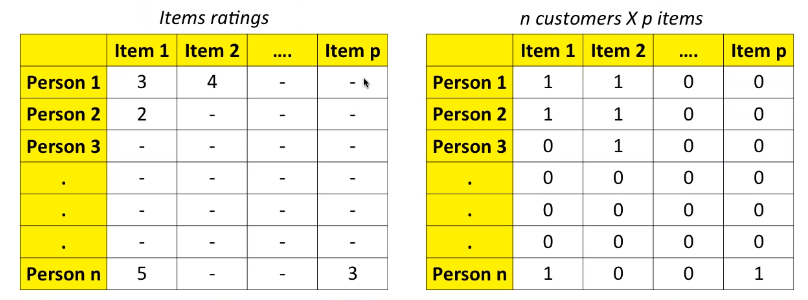 Items ratings
Item 1 Item 2 .... Item p
Person 1 3 4 - -
Person 2 2 - - -
Person 3 - - - -
. - - - -
. - - - -
. - - - -
Person n 5 - - 3
n customers X p items
Item 1 Item 2 .... Item p
Person 1 1 1 0 0
Person 2 1 1 0 0
Person 3 0 1 0 0
. 0 0 0 0
. 0 0 0 0
. 0 0 0 0
Person n 1 0 0 1